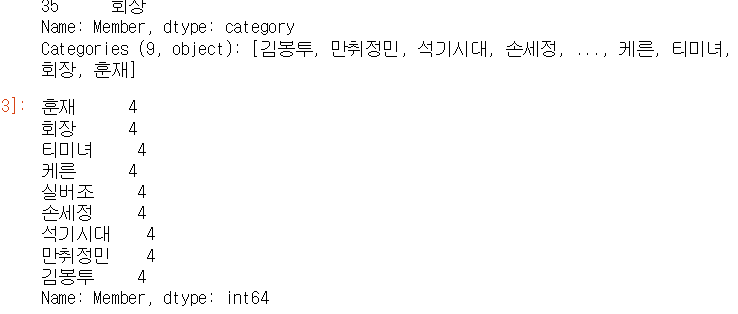 35 회장
Name: Member, dtype: category
Categories (9, object): [김봉투, 만취정민, 석기시대, 손세정, ..., 케른, 티미녀,
회장, 훈재]
3]: 훈재 4
회장 4
티미녀 4
케른 4
실버조 4
손세정 4
석기시대 4
만취정민 4
김봉투 4
Name: Member, dtype: int64